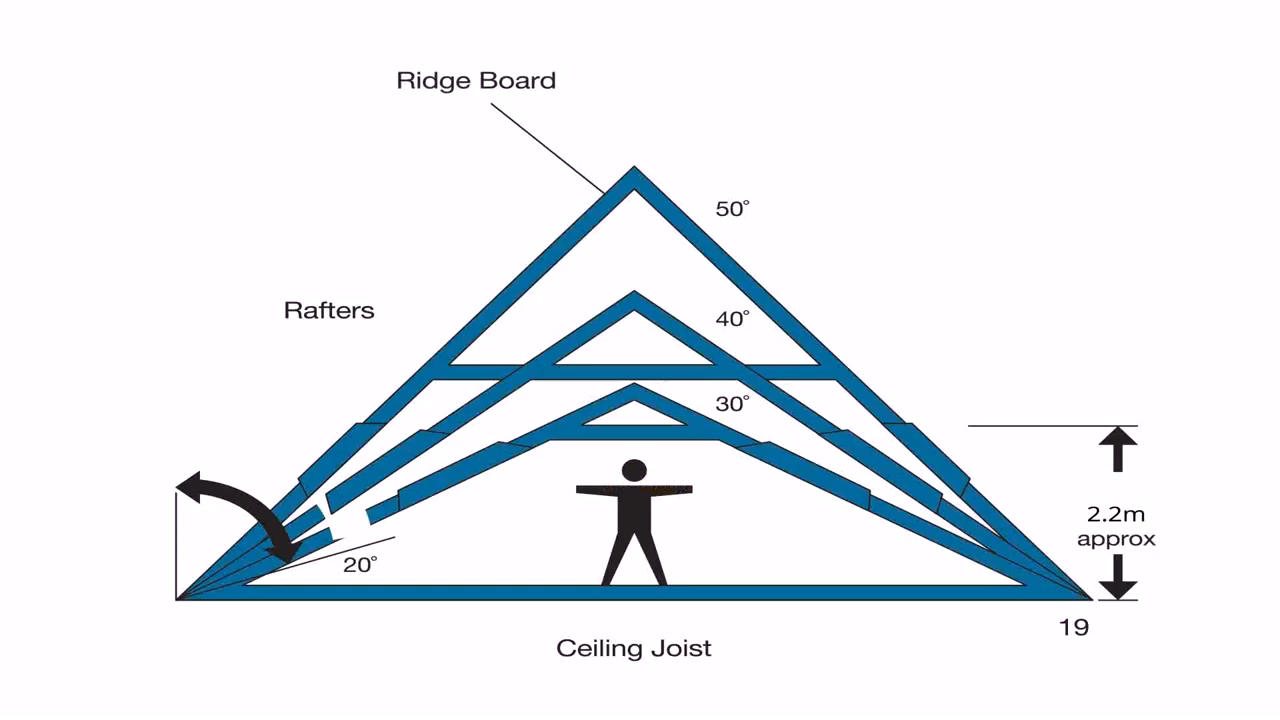 Ridge Board
50°
Rafters
40°
30°
2.2m
approx
20°
19
Ceiling Joist